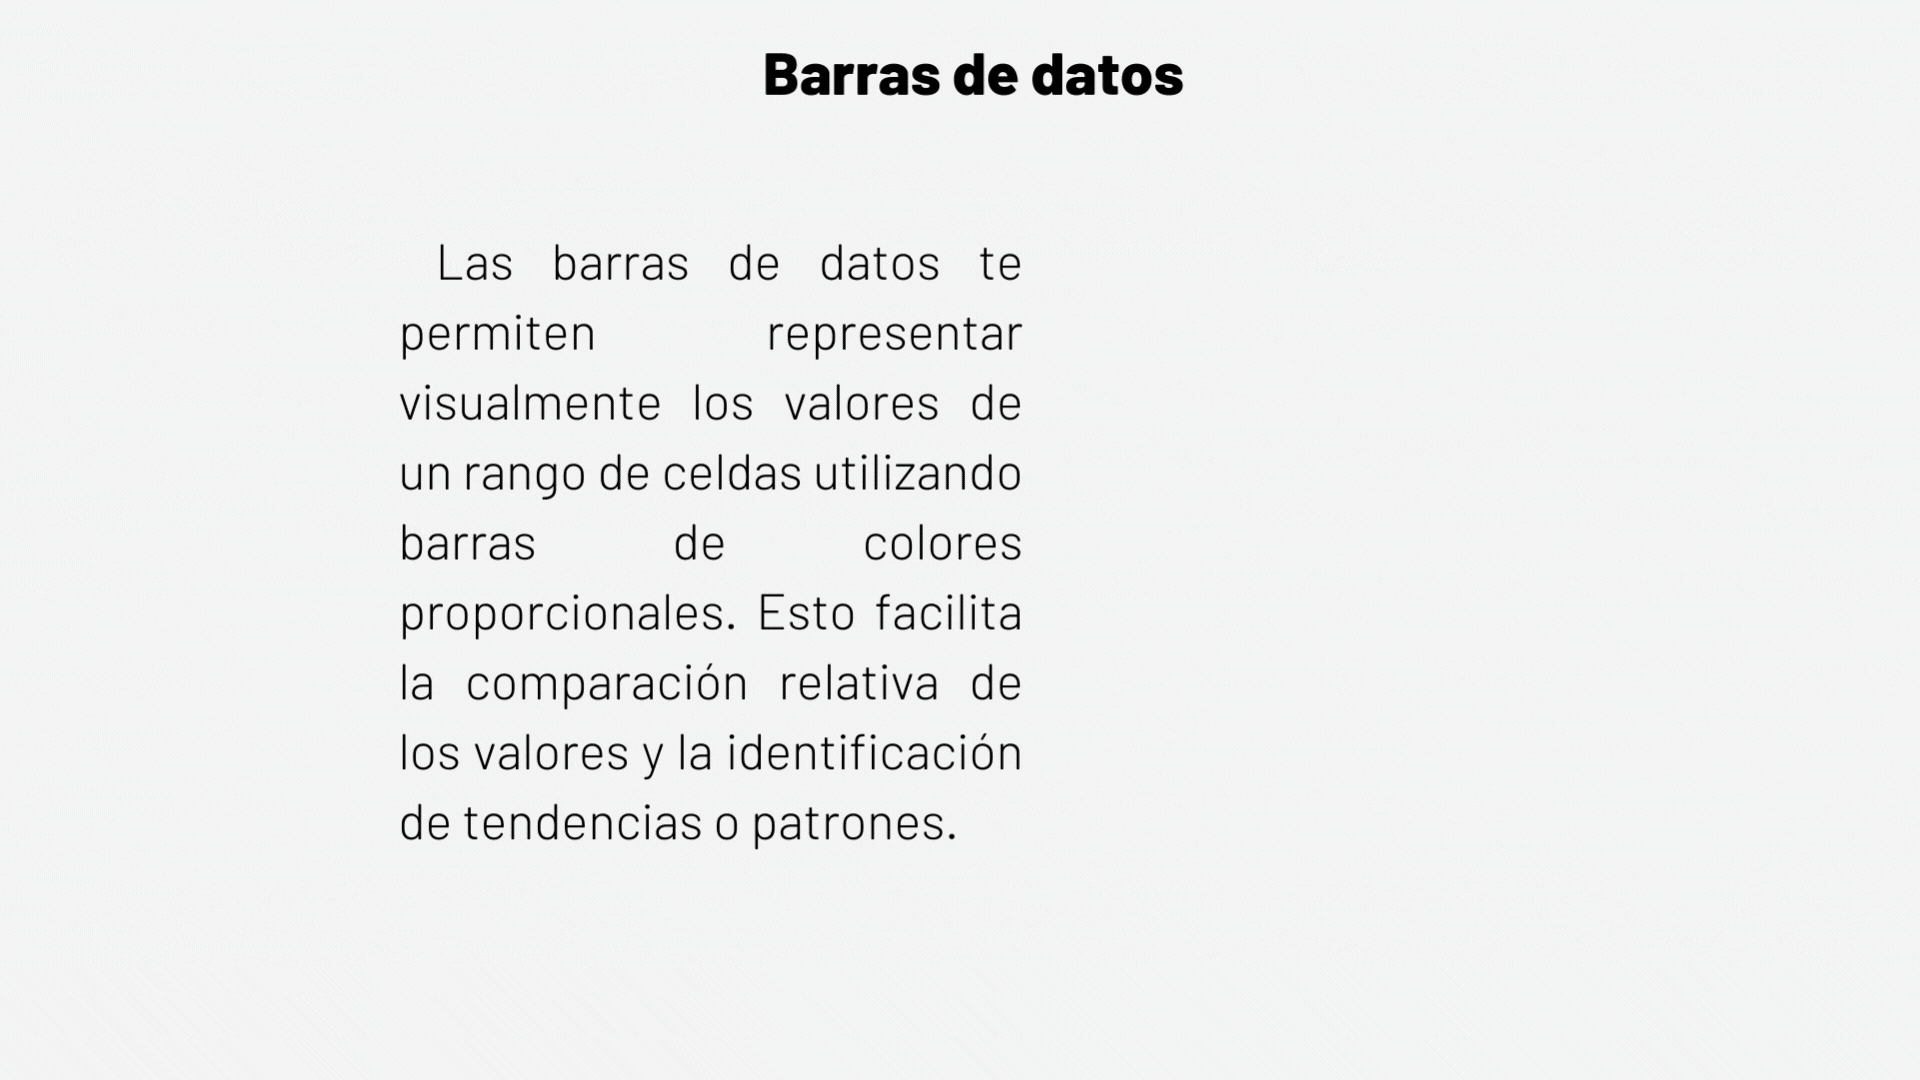 Barras de datos
Las barras de datos te
permiten representar
visualmente los valores de
un rango de celdas utilizando
barras de colores
proporcionales. Esto facilita
la comparación relativa de
los valores y la identificación
de tendencias o patrones.